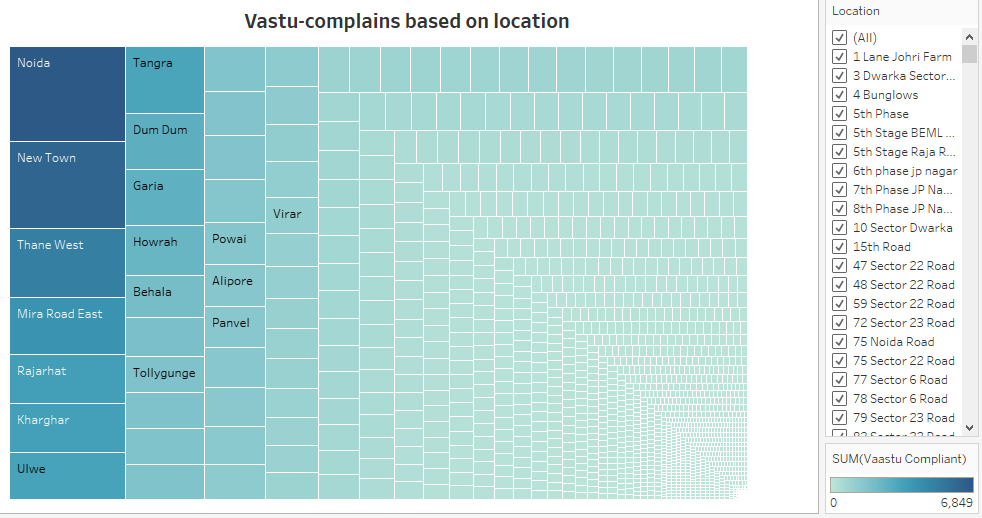 Vastu-complains based on location
Noida
New Town
Thane West
Mira Road East
Rajarhat
Kharghar
Ulwe
Tangra
Dum Dum
Garia
Howrah
Behala
Tollygunge
Powai
Alipore
Panvel
Virar
Location
(All)
1 Lane Johri Farm
3 Dwarka Sector...
4 Bunglows
5th Phase
5th Stage BEML ...
5th Stage Raja R...
6th phase jp nagar
7th Phase JP Na...
8th Phase JP Na...
10 Sector Dwarka
15th Road
47 Sector 22 Road
48 Sector 22 Road
59 Sector 22 Road
72 Sector 23 Road
75 Noida Road
75 Sector 22 Road
77 Sector 6 Road
78 Sector 6 Road
79 Sector 23 Road
SUM(Vaastu Compliant)
0 6,849